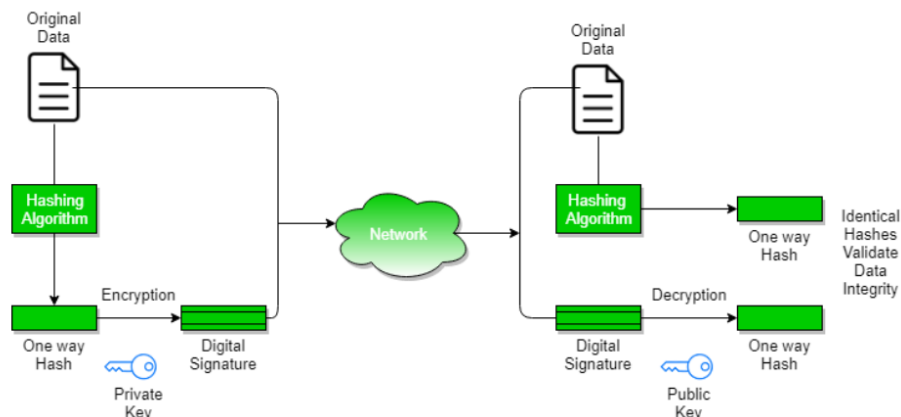 Original
Data
Hashing
Algorithm
One way
Hash
Encryption
Private
Key
Digital
Signature
Network
Original
Data
Hashing
Algorithm
One way
Hash
Identical
Hashes
Validate
Data
Integrity
Digital
Signature
Decryption
Public
Key
One way
Hash